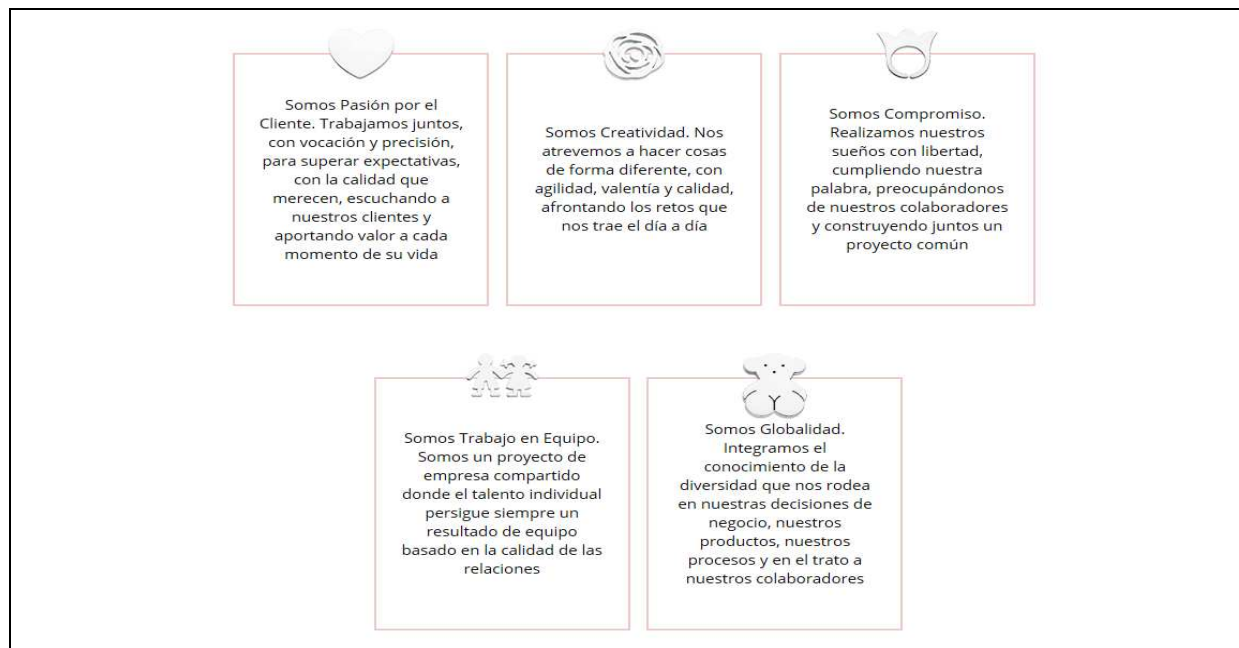 Somos Pasión por el
Cliente. Trabajamos juntos,
con vocación y precisión,
para superar expectativas,
con la calidad que
merecen, escuchando a
nuestros clientes y
aportando valor a cada
momento de su vida
Somos Creatividad. Nos
atrevemos a hacer cosas
de forma diferente, con
agilidad, valentía y calidad,
afrontando los retos que
nos trae el día a día
Somos Compromiso.
Realizamos nuestros
sueños con libertad,
cumpliendo nuestra
palabra, preocupándonos
de nuestros colaboradores
y construyendo juntos un
proyecto común
Somos Trabajo en Equipo.
Somos un proyecto de
empresa compartido
donde el talento individual
persigue siempre un
resultado de equipo
basado en la calidad de las
relaciones
Somos Globalidad.
Integramos el
conocimiento de la
diversidad que nos rodea
en nuestras decisiones de
negocio, nuestros
productos, nuestros
procesos y en el trato a
nuestros colaboradores